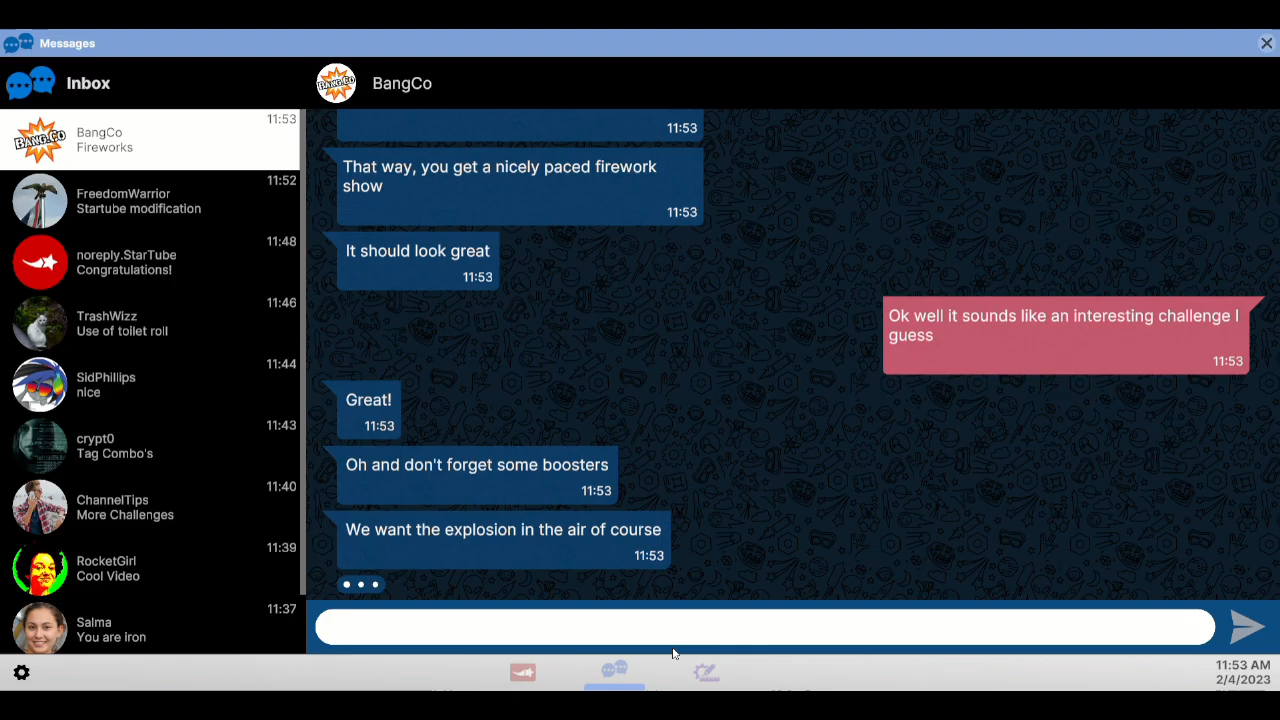 Messages
Inbox
BANG.CO
BangCo
BANG.CO
BangCo
Fireworks
11:53
FreedomWarrior
Startube modification
11:52
noreply.StarTube
Congratulations!
11:48
TrashWizz
Use of toilet roll
11:46
SidPhillips
nice
11:44
crypt0
Tag Combo's
11:43
ChannelTips
More Challenges
11:40
RocketGirl
Cool Video
11:39
Salma
You are iron
11:37
11:53
That way, you get a nicely paced firework
show
11:53
It should look great
11:53
Ok well it sounds like an interesting challenge I
guess
11:53
Great!
11:53
Oh and don't forget some boosters
11:53
We want the explosion in the air of course
11:53
11:53 AM
2/4/2023